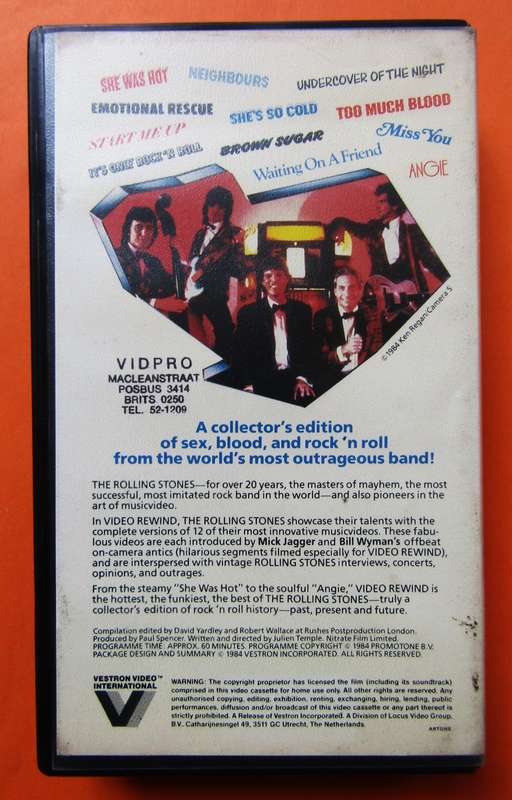 SHE WAS HOT
NEIGHBOURS
UNDERCOVER OF THE NIGHT
EMOTIONAL RESCUE
SHE'S SO COLD
TOO MUCH BLOOD
START ME UP
BROWN SUGAR
Miss You
IT'S ONLY ROCK 'N ROLL
Waiting On A Friend
ANGIE
©1984 Ken Regan/Camera 5
VIDPRO
MACLEANSTRAAT
POSBUS 3414
BRITS 0250
TEL. 52-1209
A collector's edition
of sex, blood, and rock 'n roll
from the world's most outrageous band!
THE ROLLING STONES—for over 20 years, the masters of mayhem, the most
successful, most imitated rock band in the world—and also pioneers in the
art of musicvideo.
In VIDEO REWIND, THE ROLLING STONES showcase their talents with the
complete versions of 12 of their most innovative musicvideos. These fabu-
lous videos are each introduced by Mick Jagger and Bill Wyman's offbeat
on-camera antics (hilarious segments filmed especially for VIDEO REWIND),
and are interspersed with vintage ROLLING STONES interviews, concerts,
opinions, and outrages.
From the steamy "She Was Hot" to the soulful "Angie," VIDEO REWIND is
the hottest, the funkiest, the best of THE ROLLING STONES—truly a
collector's edition of rock 'n roll history—past, present and future.
Compilation edited by David Yardley and Robert Wallace at Rushes Postproduction London.
Produced by Paul Spencer. Written and directed by Julien Temple. Nitrate Film Limited.
PROGRAMME TIME: APPROX. 60 MINUTES. PROGRAMME COPYRIGHT © 1984 PROMOTONE B.V.
PACKAGE DESIGN AND SUMMARY © 1984 VESTRON INCORPORATED. ALL RIGHTS RESERVED.
VESTRON VIDEO™
INTERNATIONAL
V
WARNING: The copyright proprietor has licensed the film (including its soundtrack)
comprised in this video cassette for home use only. All other rights are reserved. Any
unauthorised copying, editing, exhibition, renting, exchanging, hiring, lending, public
performances, diffusion and/or broadcast of this video cassette or any part thereof is
strictly prohibited. A Release of Vestron Incorporated. A Division of Locus Video Group.
B.V., Catharijnesingel 49, 3511 GC Utrecht, The Netherlands.